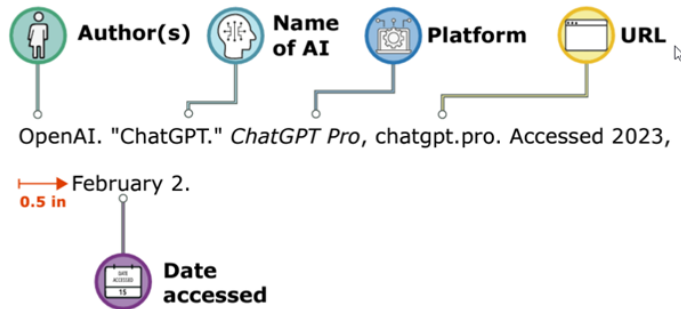 Author(s)
Name
of AI
Platform
URL
OpenAI. "ChatGPT." ChatGPT Pro, chatgpt.pro. Accessed 2023,
February 2.
0.5 in
DATE
ACCESSED
15
Date
accessed